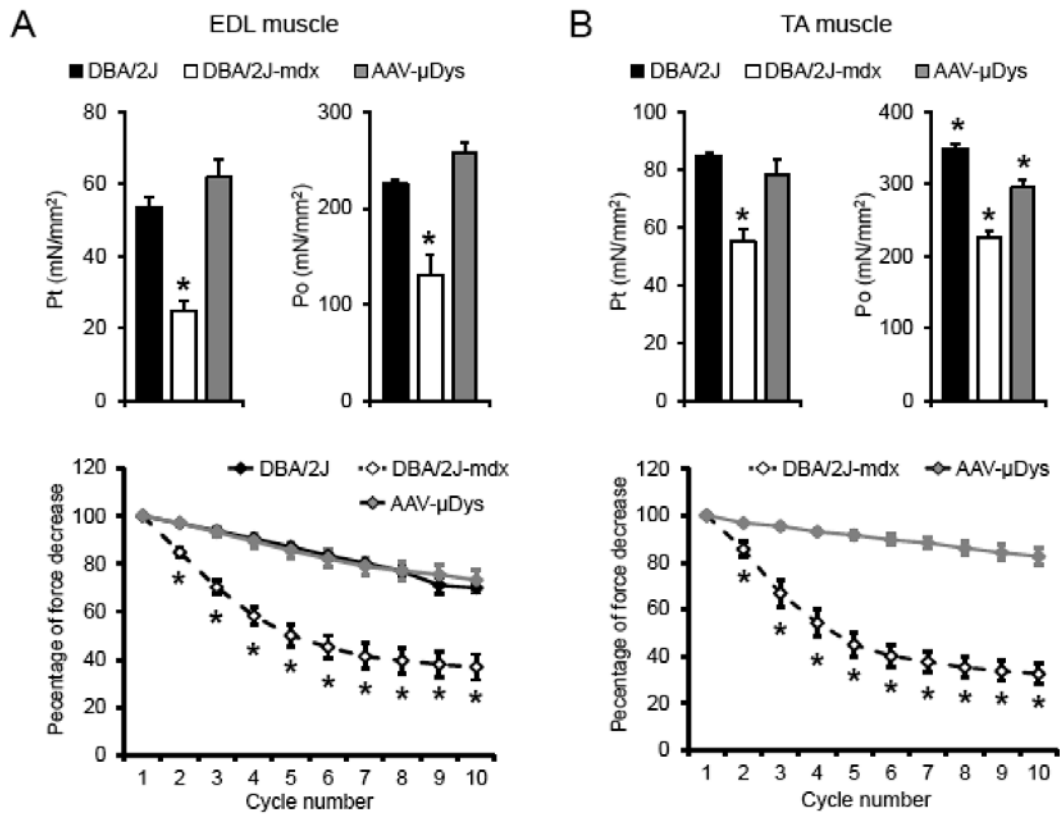 A EDL muscle
DBA/2J DBA/2J-mdx AAV-µDys
80
60
40
20
0
Pt (mN/mm²)
*
300
200
100
0
Po (mN/mm²)
*
120
100
80
60
40
20
0
Pecentage of force decrease
DBA/2J DBA/2J-mdx
AAV-µDys
* * * * * * * * *
1 2 3 4 5 6 7 8 9 10
Cycle number
B TA muscle
DBA/2J DBA/2J-mdx AAV-µDys
100
80
60
40
20
0
Pt (mN/mm²)
*
400
300
200
100
0
Po (mN/mm²)
* * *
120
100
80
60
40
20
0
Pecentage of force decrease
DBA/2J-mdx AAV-µDys
* * * * * * * * *
1 2 3 4 5 6 7 8 9 10
Cycle number